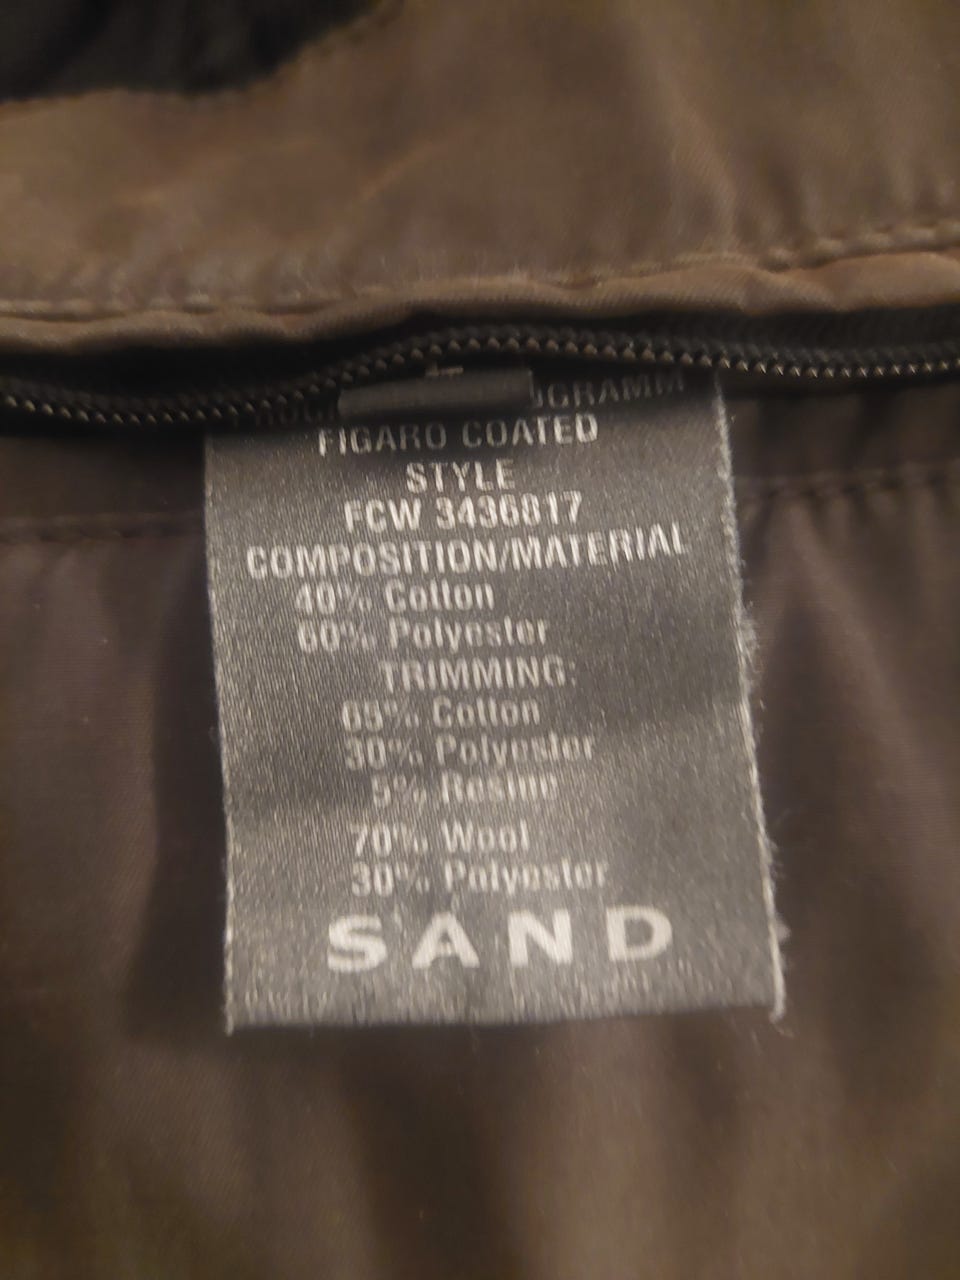 FIGARO COATED
STYLE
FCW 3436817
COMPOSITION/MATERIAL
40% Cotton
60% Polyester
TRIMMING:
65% Cotton
30% Polyester
5% Resine
70% Wool
30% Polyester
SAND